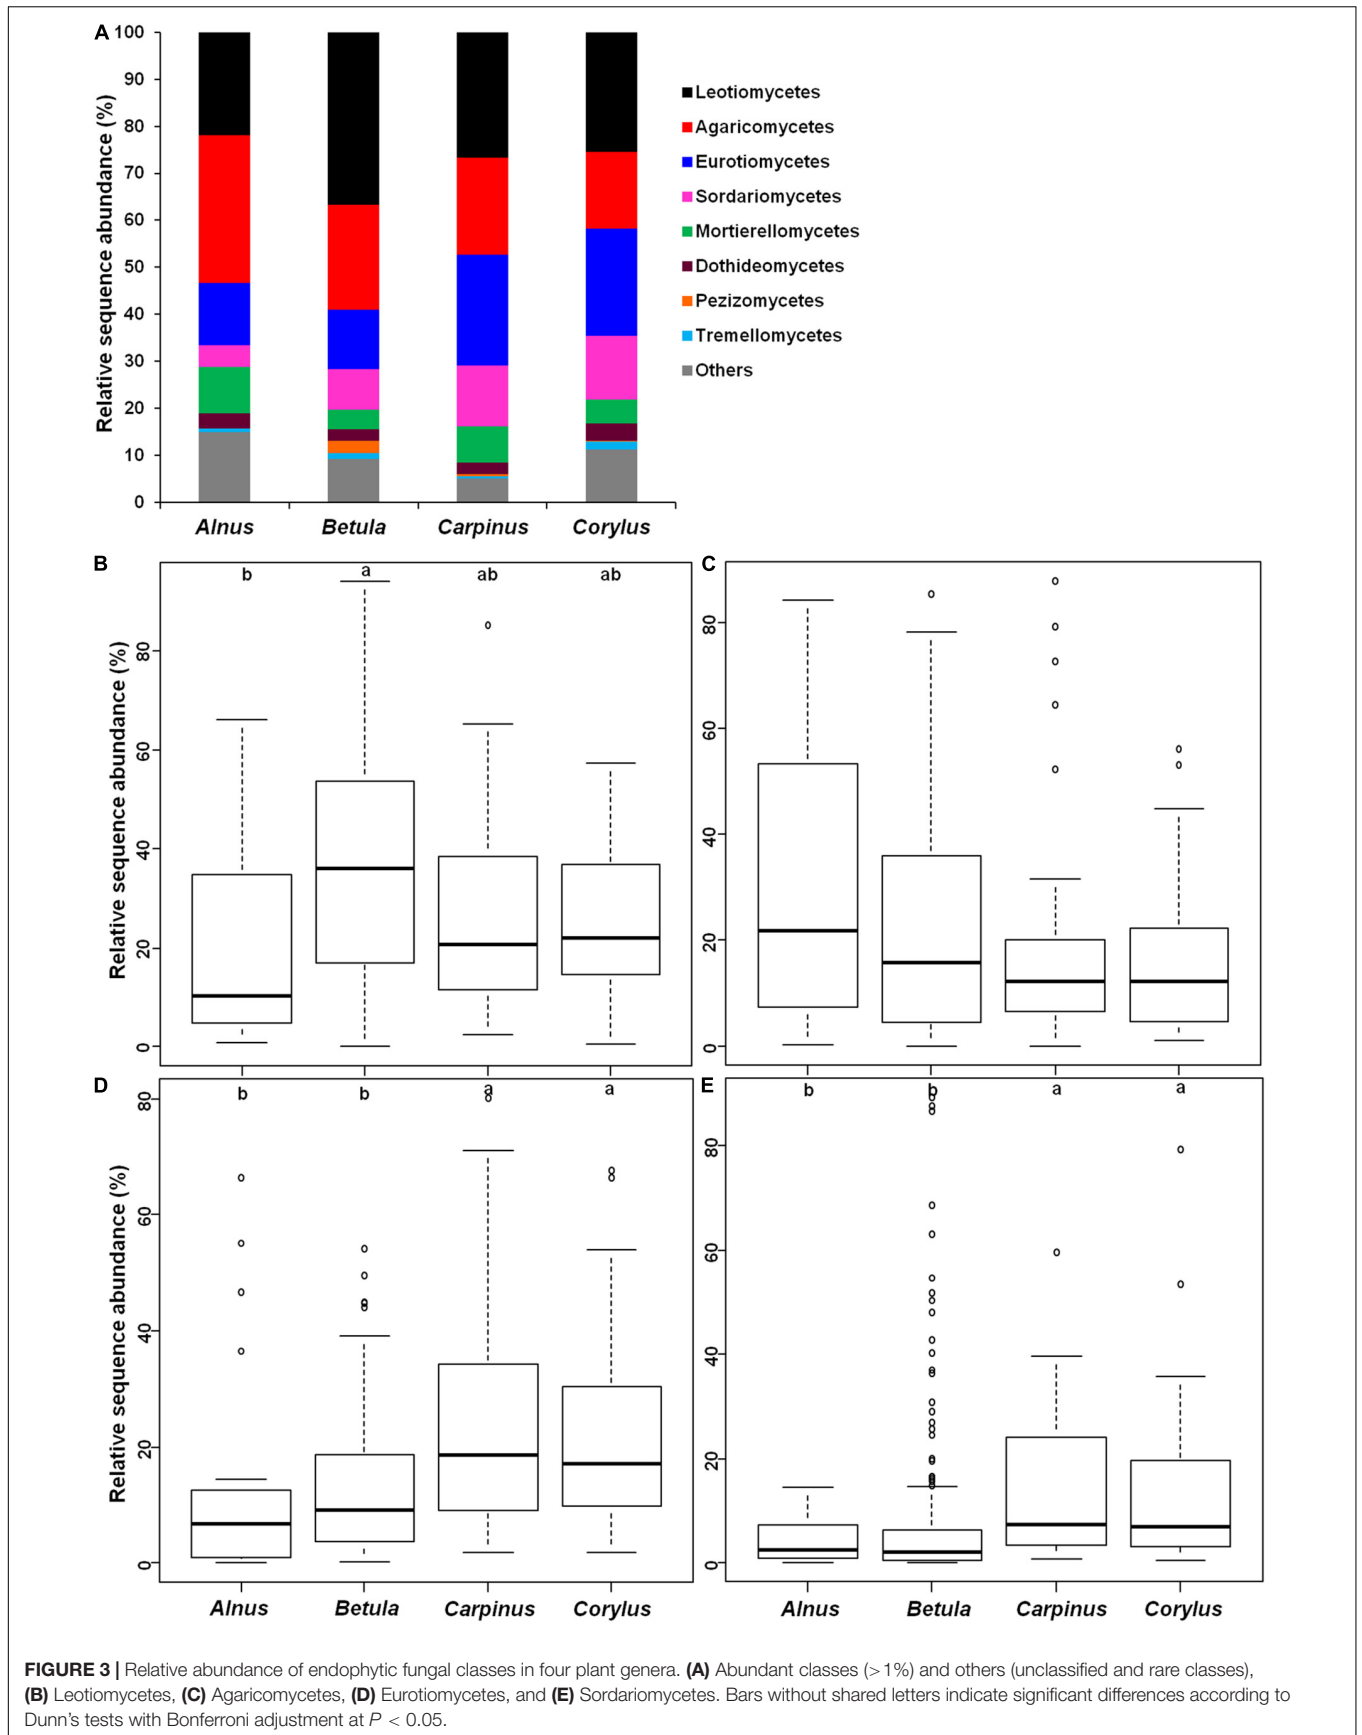 A
Relative sequence abundance (%)
100
90
80
70
60
50
40
30
20
10
0
Alnus Betula Carpinus Corylus
Leotiomycetes
Agaricomycetes
Eurotiomycetes
Sordariomycetes
Mortierellomycetes
Dothideomycetes
Pezizomycetes
Tremellomycetes
Others
B
b a ab ab
Relative sequence abundance (%)
80
60
40
20
0
C
80
60
40
20
0
D
b b a a
Relative sequence abundance (%)
80
60
40
20
0
Alnus Betula Carpinus Corylus
E
b b a a
80
60
40
20
0
Alnus Betula Carpinus Corylus
FIGURE 3 | Relative abundance of endophytic fungal classes in four plant genera. (A) Abundant classes (>1%) and others (unclassified and rare classes),
(B) Leotiomycetes, (C) Agaricomycetes, (D) Eurotiomycetes, and (E) Sordariomycetes. Bars without shared letters indicate significant differences according to
Dunn's tests with Bonferroni adjustment at P < 0.05.